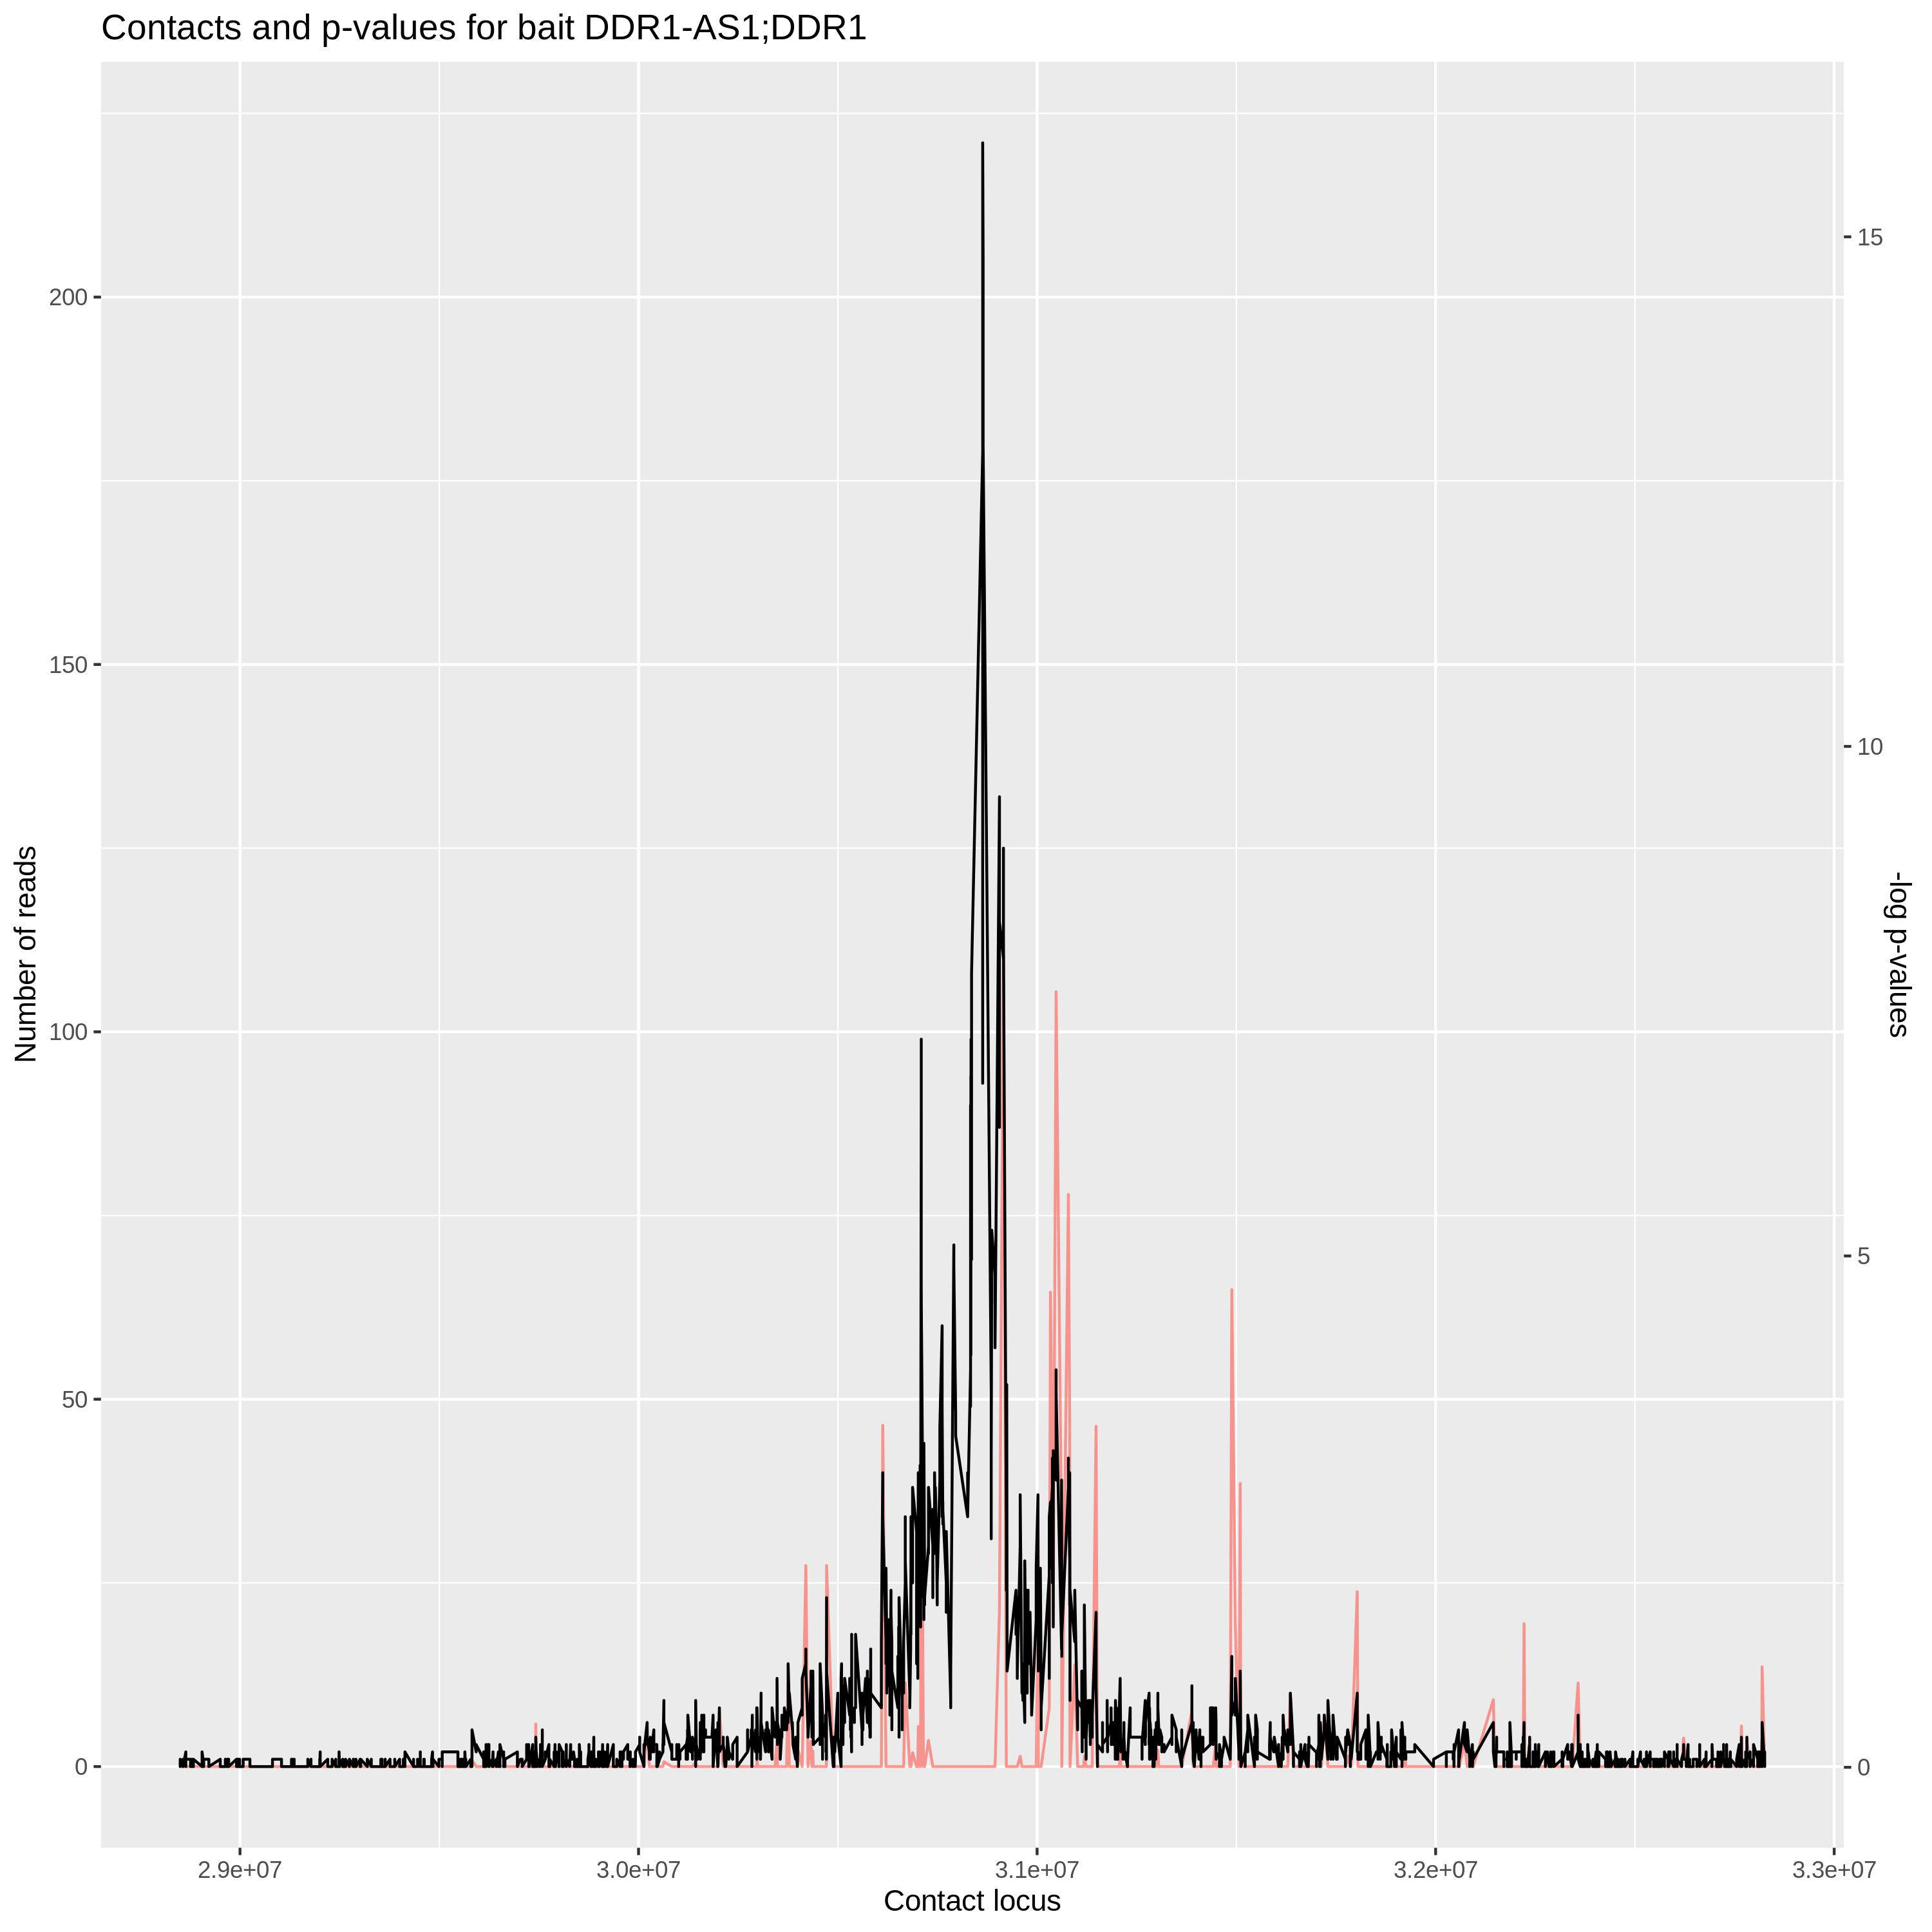 Contacts and p-values for bait DDR1-AS1;DDR1
Number of reads
200
150
100
50
0
15
10
5
0
-log p-values
2.9e+07
3.0e+07
3.1e+07
3.2e+07
3.3e+07
Contact locus